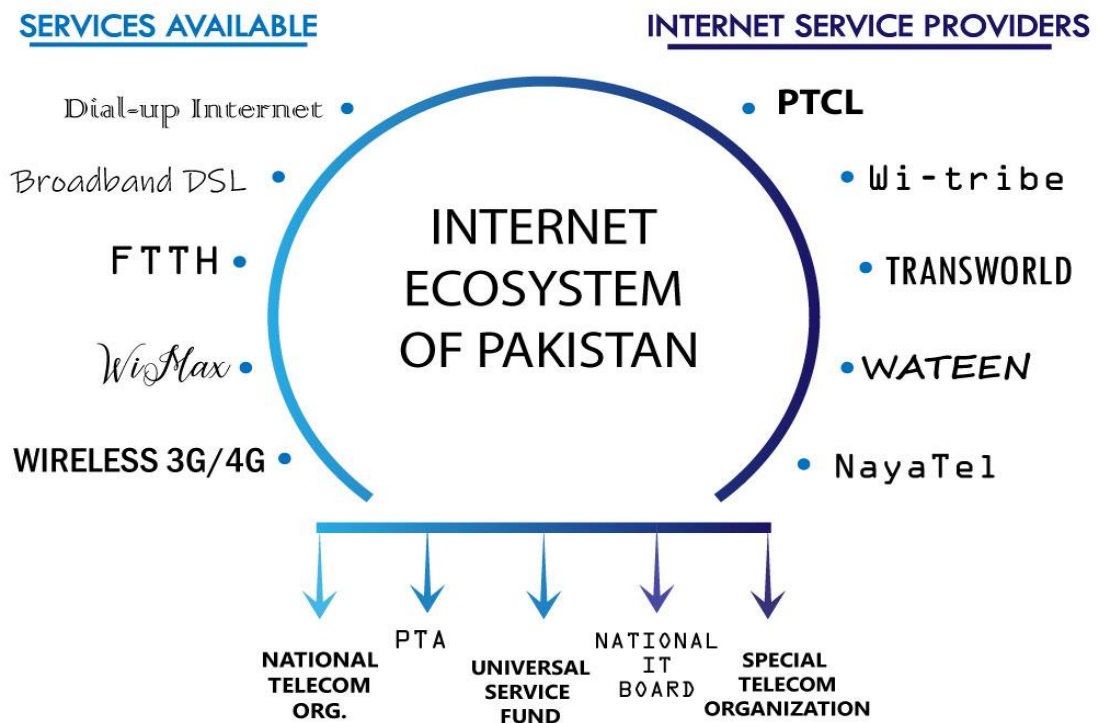 SERVICES AVAILABLE
INTERNET SERVICE PROVIDERS
Dial-up Internet
Broadband DSL
FTTH
WiMax
WIRELESS 3G/4G
INTERNET
ECOSYSTEM
OF PAKISTAN
PTCL
Wi-tribe
TRANSWORLD
WATEEN
NayaTel
NATIONAL
TELECOM
ORG.
PTA
UNIVERSAL
SERVICE
FUND
NATIONAL
IT
BOARD
SPECIAL
TELECOM
ORGANIZATION